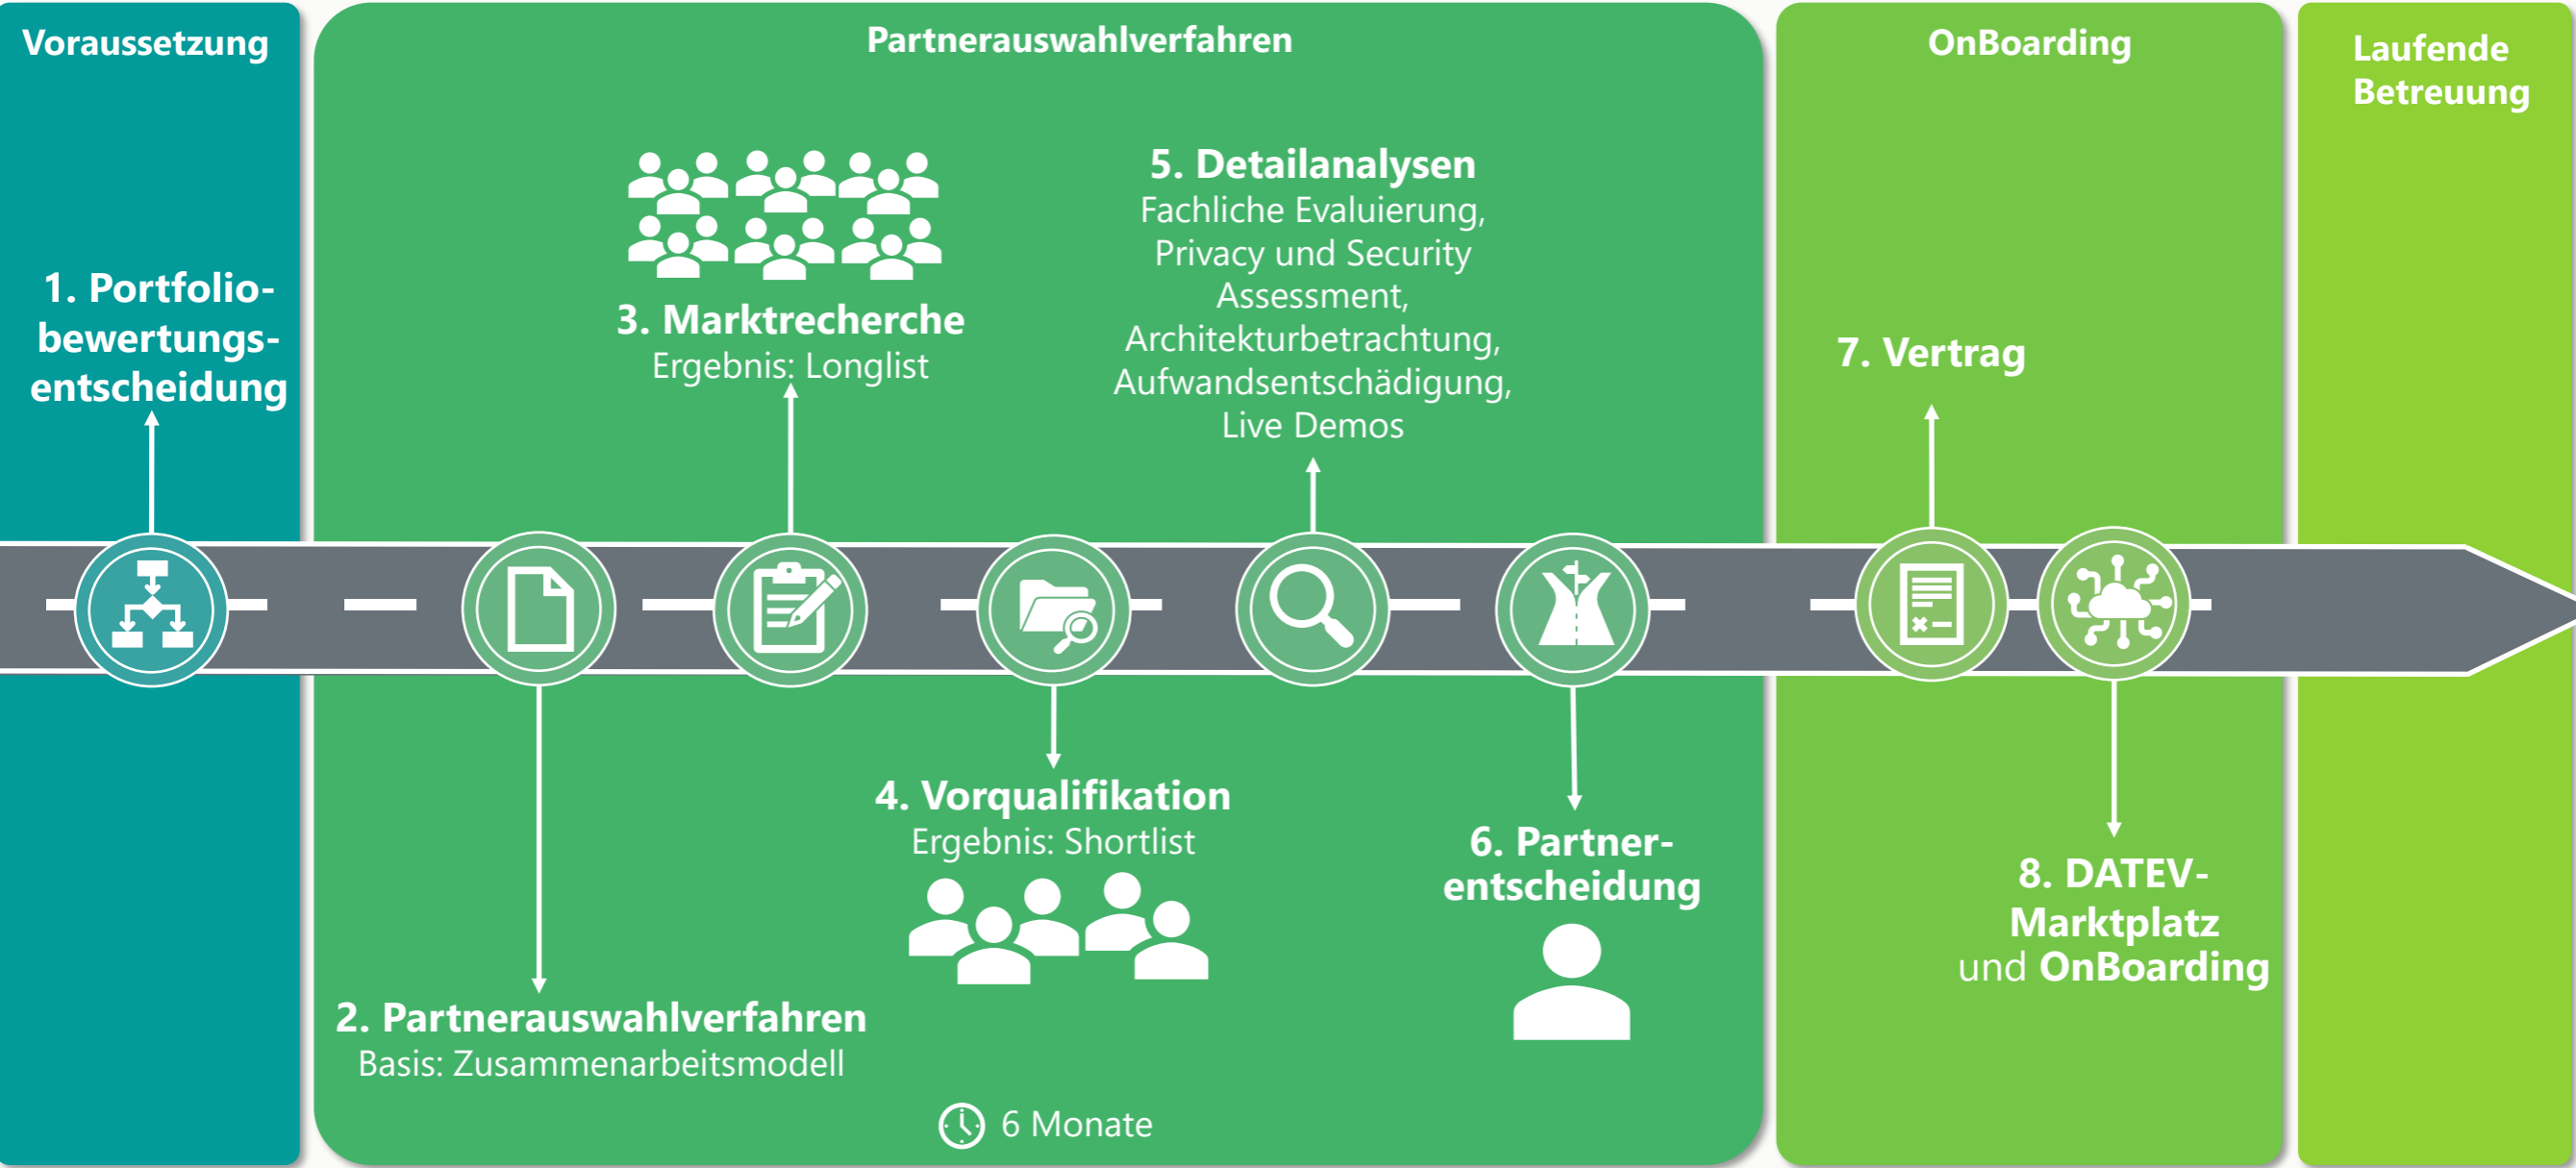 Voraussetzung
1. Portfolio-
bewertungs-
entscheidung
Partnerauswahlverfahren
2. Partnerauswahlverfahren
Basis: Zusammenarbeitsmodell
3. Marktrecherche
Ergebnis: Longlist
4. Vorqualifikation
Ergebnis: Shortlist
5. Detailanalysen
Fachliche Evaluierung,
Privacy und Security
Assessment,
Architekturbetrachtung,
Aufwandsentschädigung,
Live Demos
6. Partner-
entscheidung
6 Monate
OnBoarding
7. Vertrag
8. DATEV-
Marktplatz
und OnBoarding
Laufende
Betreuung